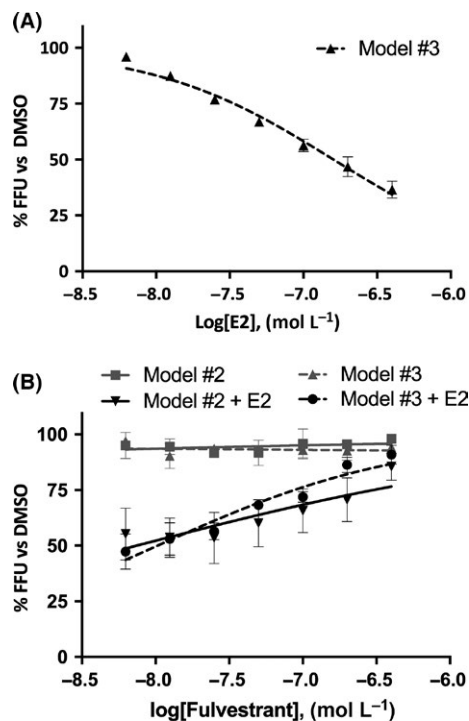 (A)
Model #3
100
75
50
25
0
% FFU vs DMSO
–8.5 –8.0 –7.5 –7.0 –6.5 –6.0
Log[E2], (mol L⁻¹)
(B)
Model #2 Model #3
Model #2 + E2 Model #3 + E2
100
75
50
25
0
% FFU vs DMSO
–8.5 –8.0 –7.5 –7.0 –6.5 –6.0
log[Fulvestrant], (mol L⁻¹)